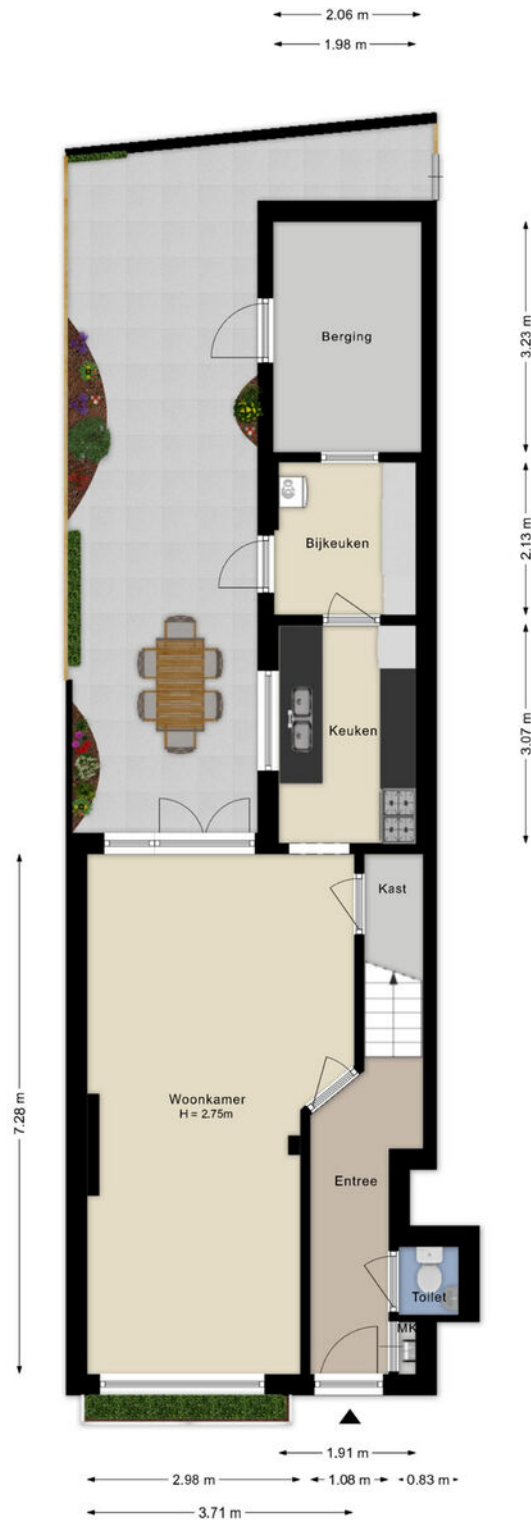 2.06 m
1.98 m
3.23 m
Berging
2.13 m
Bijkeuken
3.07 m
Keuken
Kast
7.28 m
Woonkamer
H = 2.75m
Entree
Toilet
MK
1.91 m
2.98 m
1.08 m
0.83 m
3.71 m